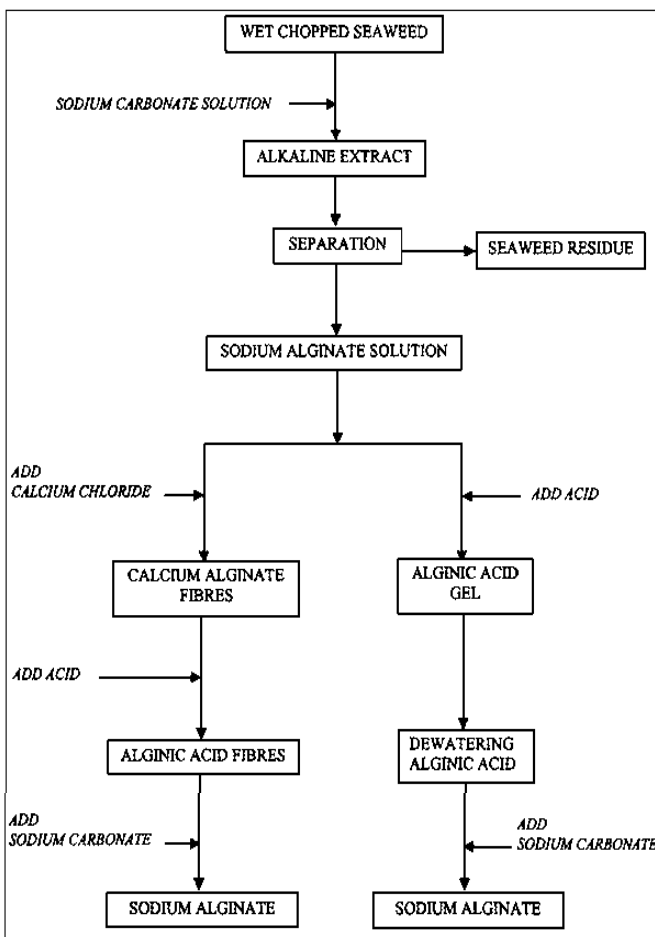 WET CHOPPED SEAWEED
SODIUM CARBONATE SOLUTION
ALKALINE EXTRACT
SEPARATION
SEAWEED RESIDUE
SODIUM ALGINATE SOLUTION
ADD
CALCIUM CHLORIDE
ADD ACID
CALCIUM ALGINATE
FIBRES
ALGINIC ACID
GEL
ADD ACID
ALGINIC ACID FIBRES
DEWATERING
ALGINIC ACID
ADD
SODIUM CARBONATE
ADD
SODIUM CARBONATE
SODIUM ALGINATE
SODIUM ALGINATE